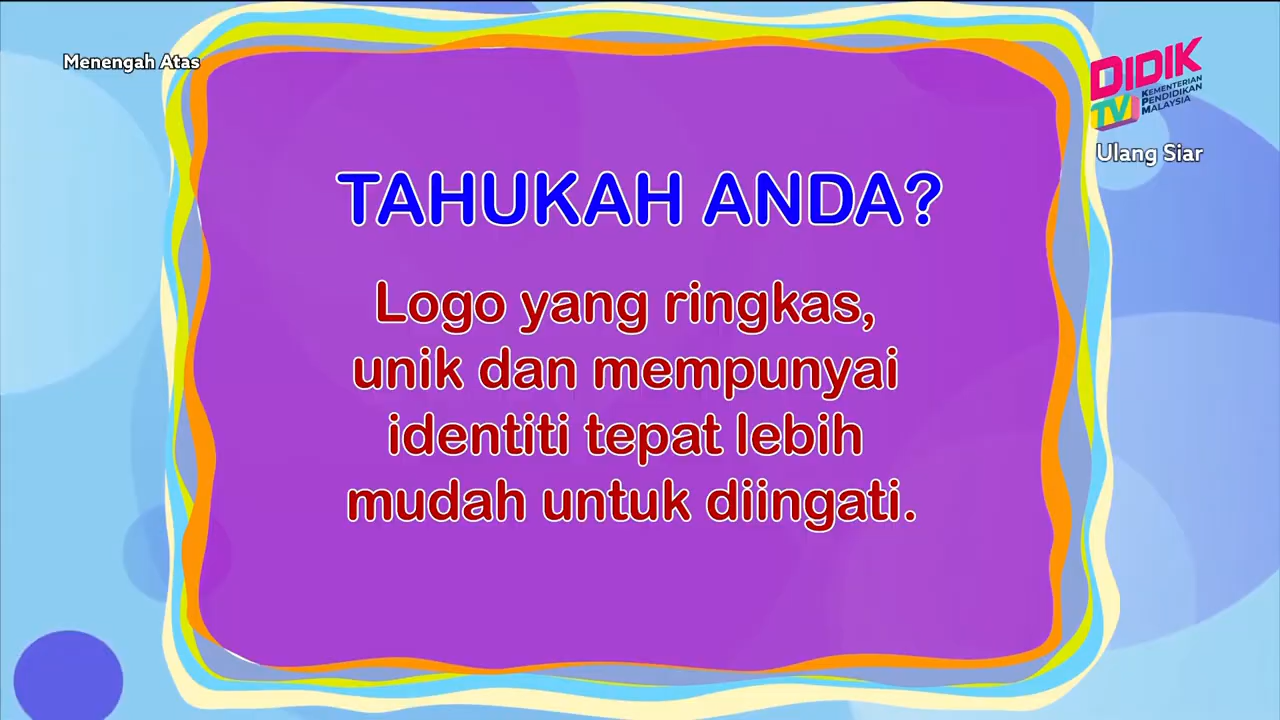 Menengah Atas
DIDIK
TV
KEMENTERIAN
PENDIDIKAN
MALAYSIA
Ulang Siar
TAHUKAH ANDA?
Logo yang ringkas,
unik dan mempunyai
identiti tepat lebih
mudah untuk diingati.